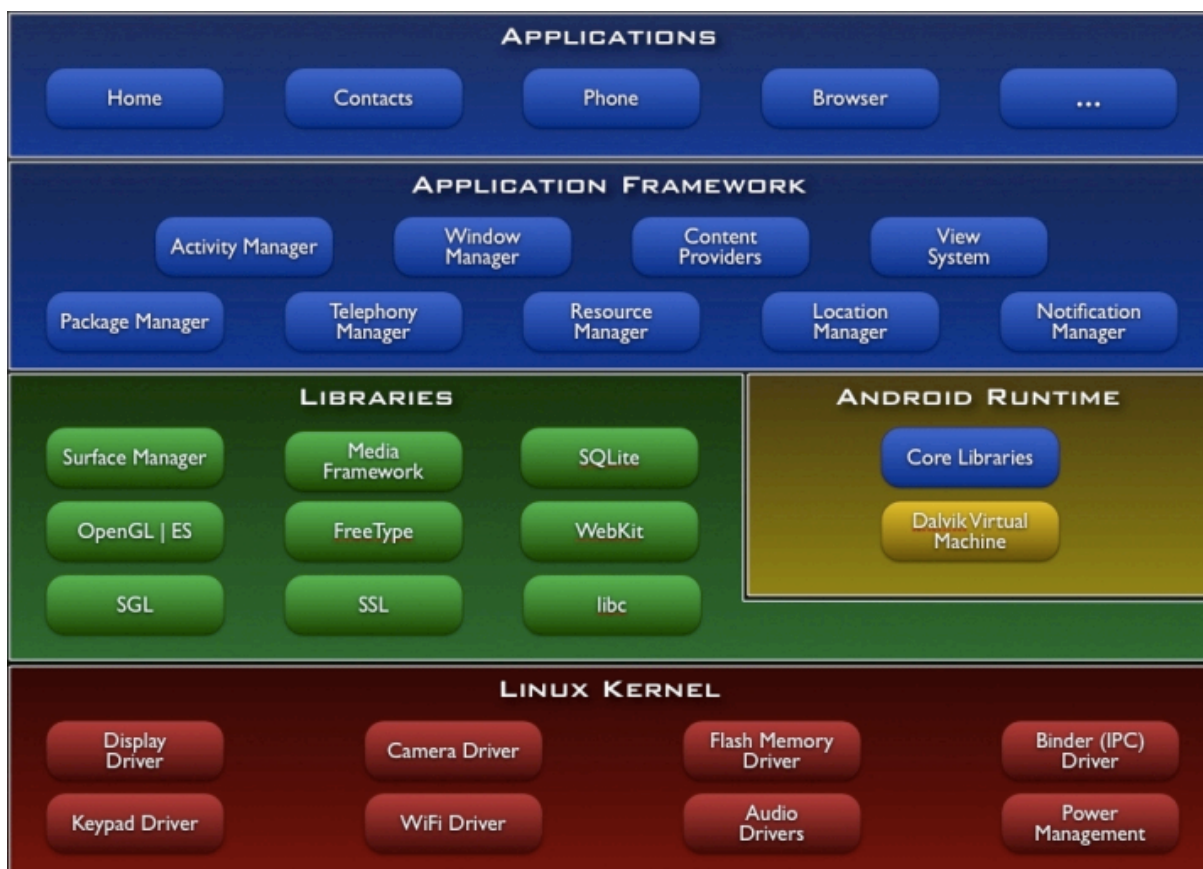 APPLICATIONS
Home
Contacts
Phone
Browser
...
APPLICATION FRAMEWORK
Activity Manager
Window
Manager
Content
Providers
View
System
Package Manager
Telephony
Manager
Resource
Manager
Location
Manager
Notification
Manager
LIBRARIES
Surface Manager
Media
Framework
SQLite
OpenGL | ES
FreeType
WebKit
SGL
SSL
libc
ANDROID RUNTIME
Core Libraries
Dalvik Virtual
Machine
LINUX KERNEL
Display
Driver
Camera Driver
Flash Memory
Driver
Binder (IPC)
Driver
Keypad Driver
WiFi Driver
Audio
Drivers
Power
Management